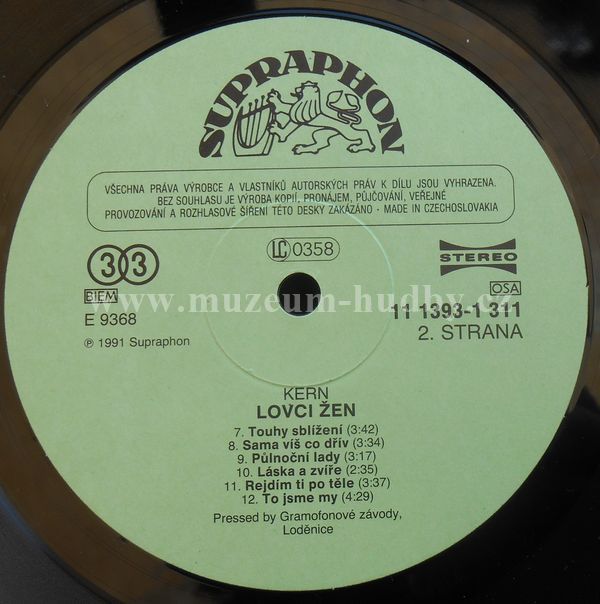 SUPRAPHON
VŠECHNA PRÁVA VÝROBCE A VLASTNÍKŮ AUTORSKÝCH PRÁV K DÍLU JSOU VYHRAZENA.
BEZ SOUHLASU JE VÝROBA KOPIÍ, PRONÁJEM, PŮJČOVÁNÍ, VEŘEJNÉ
PROVOZOVÁNÍ A ROZHLASOVÉ ŠÍŘENÍ TÉTO DESKY ZAKÁZÁNO - MADE IN CZECHOSLOVAKIA
33
LC 0358
STEREO
BIEM
OSA
www.muzeum-hudby.cz
E 9368
11 1393-1 311
℗ 1991 Supraphon
2. STRANA
KERN
LOVCI ŽEN
7. Touhy sblížení (3:42)
8. Sama víš co dřív (3:34)
9. Půlnoční lady (3:17)
10. Láska a zvíře (2:35)
11. Rejdím ti po těle (3:37)
12. To jsme my (4:29)
Pressed by Gramofonové závody,
Loděnice